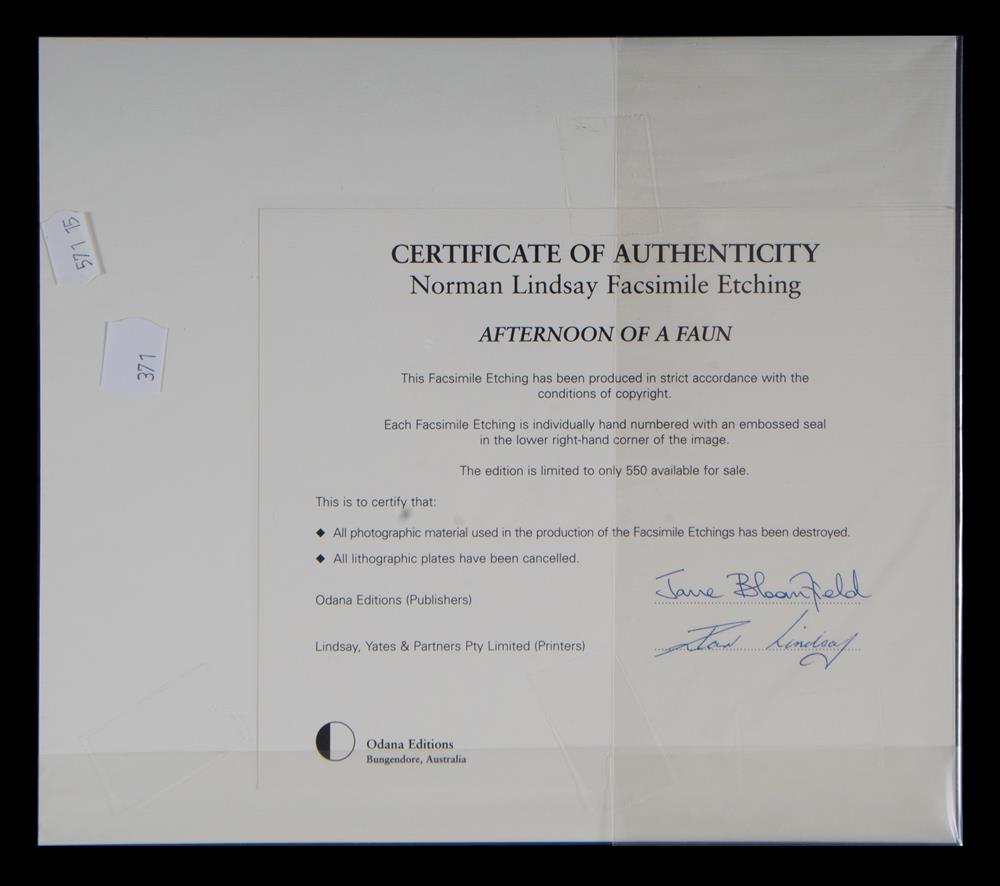 571 15
371
CERTIFICATE OF AUTHENTICITY
Norman Lindsay Facsimile Etching
AFTERNOON OF A FAUN
This Facsimile Etching has been produced in strict accordance with the
conditions of copyright.
Each Facsimile Etching is individually hand numbered with an embossed seal
in the lower right-hand corner of the image.
The edition is limited to only 550 available for sale.
This is to certify that:
◆ All photographic material used in the production of the Facsimile Etchings has been destroyed.
◆ All lithographic plates have been cancelled.
Odana Editions (Publishers) Jane Bloomfield
Lindsay, Yates & Partners Pty Limited (Printers) Lindsay
Odana Editions
Bungendore, Australia